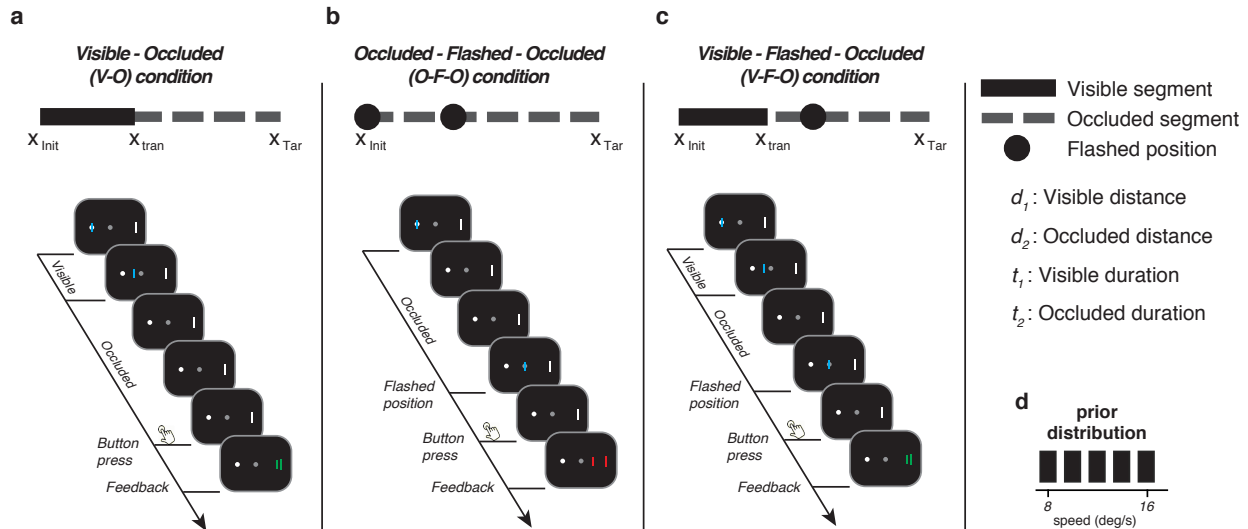 a
Visible - Occluded
(V-O) condition
X Init
X tran
X Tar
Visible
Occluded
Button
press
Feedback
b
Occluded - Flashed - Occluded
(O-F-O) condition
X Init
X Tar
Occluded
Flashed
position
Button
press
Feedback
c
Visible - Flashed - Occluded
(V-F-O) condition
X Init
X tran
X Tar
Visible
Occluded
Flashed
position
Button
press
Feedback
Visible segment
Occluded segment
Flashed position
d1: Visible distance
d2: Occluded distance
t1: Visible duration
t2: Occluded duration
d
prior
distribution
8 16
speed (deg/s)